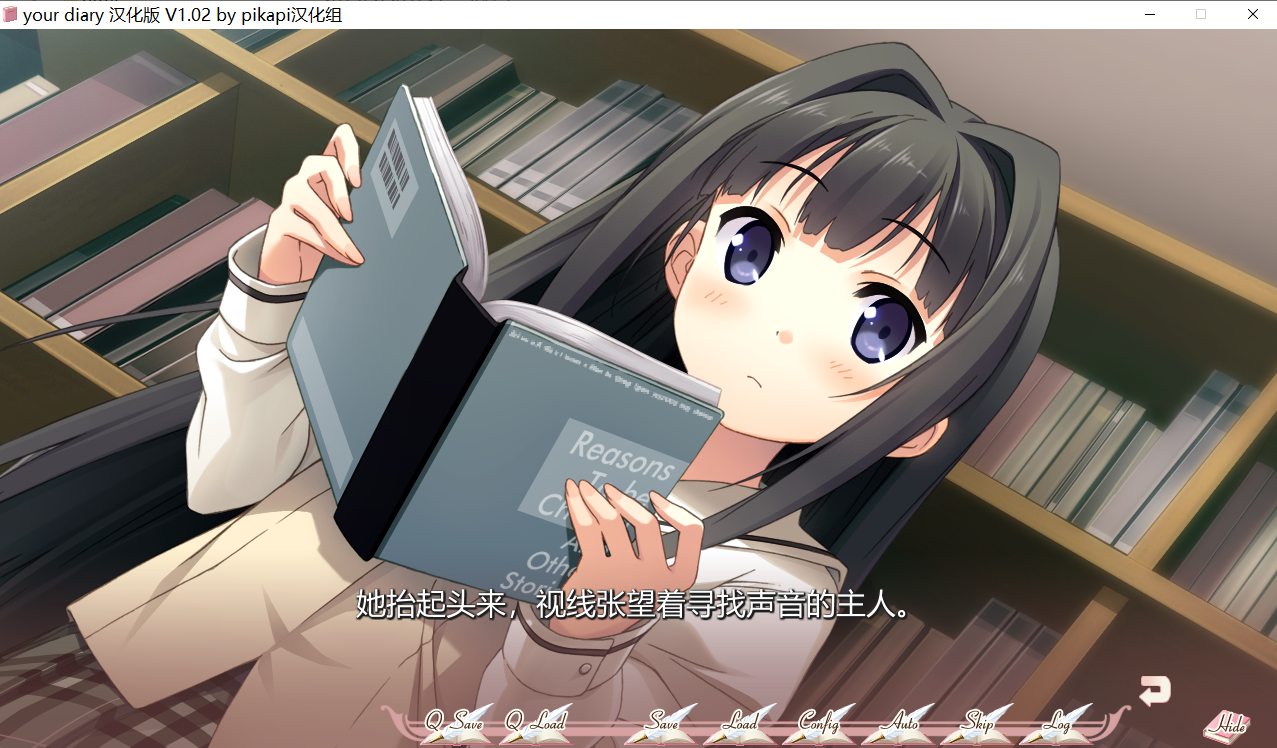 your diary 汉化版 V1.02 by pikapi汉化组
Reasons
To be
Stori
她抬起头来，视线张望着寻找声音的主人。
Q Save Q Load Save Load Config Auto Skip Log Hide